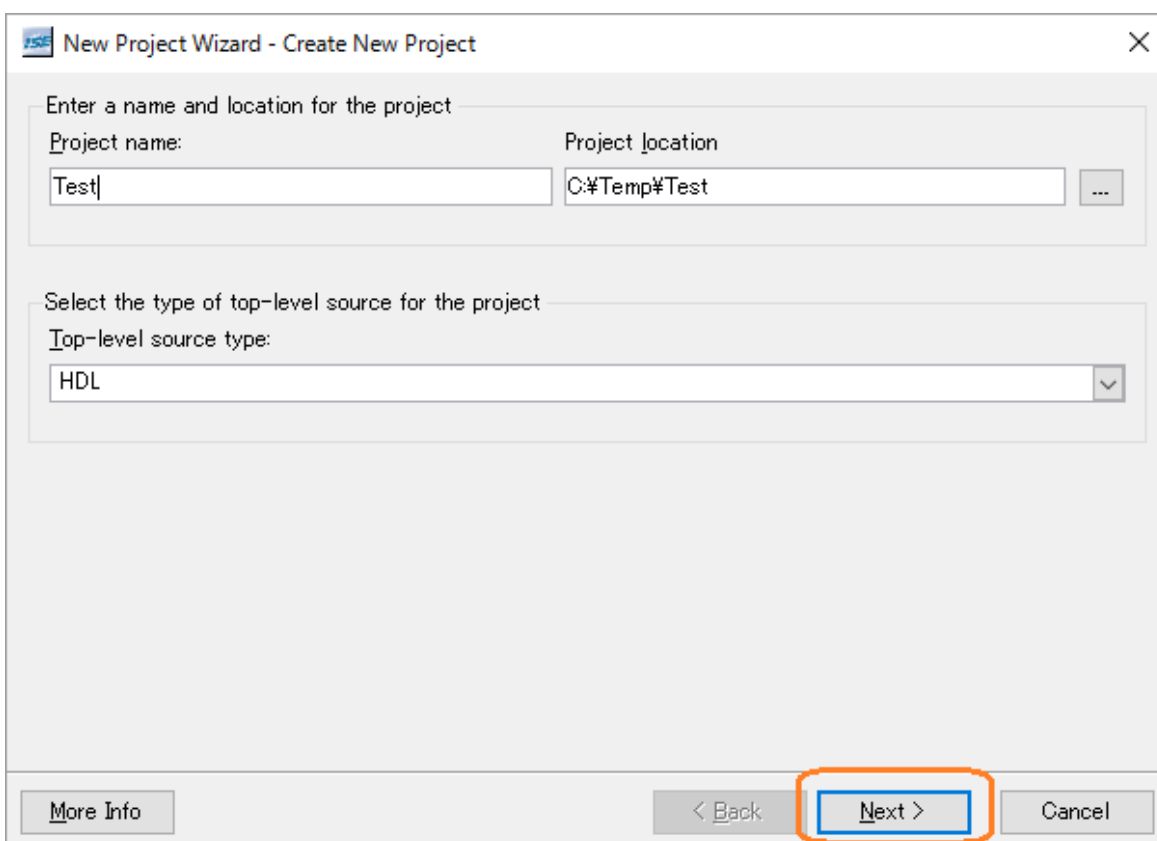 ISE New Project Wizard - Create New Project
Enter a name and location for the project
Project name: Project location
Test C:¥Temp¥Test ...
Select the type of top-level source for the project
Top-level source type:
HDL
More Info < Back Next > Cancel